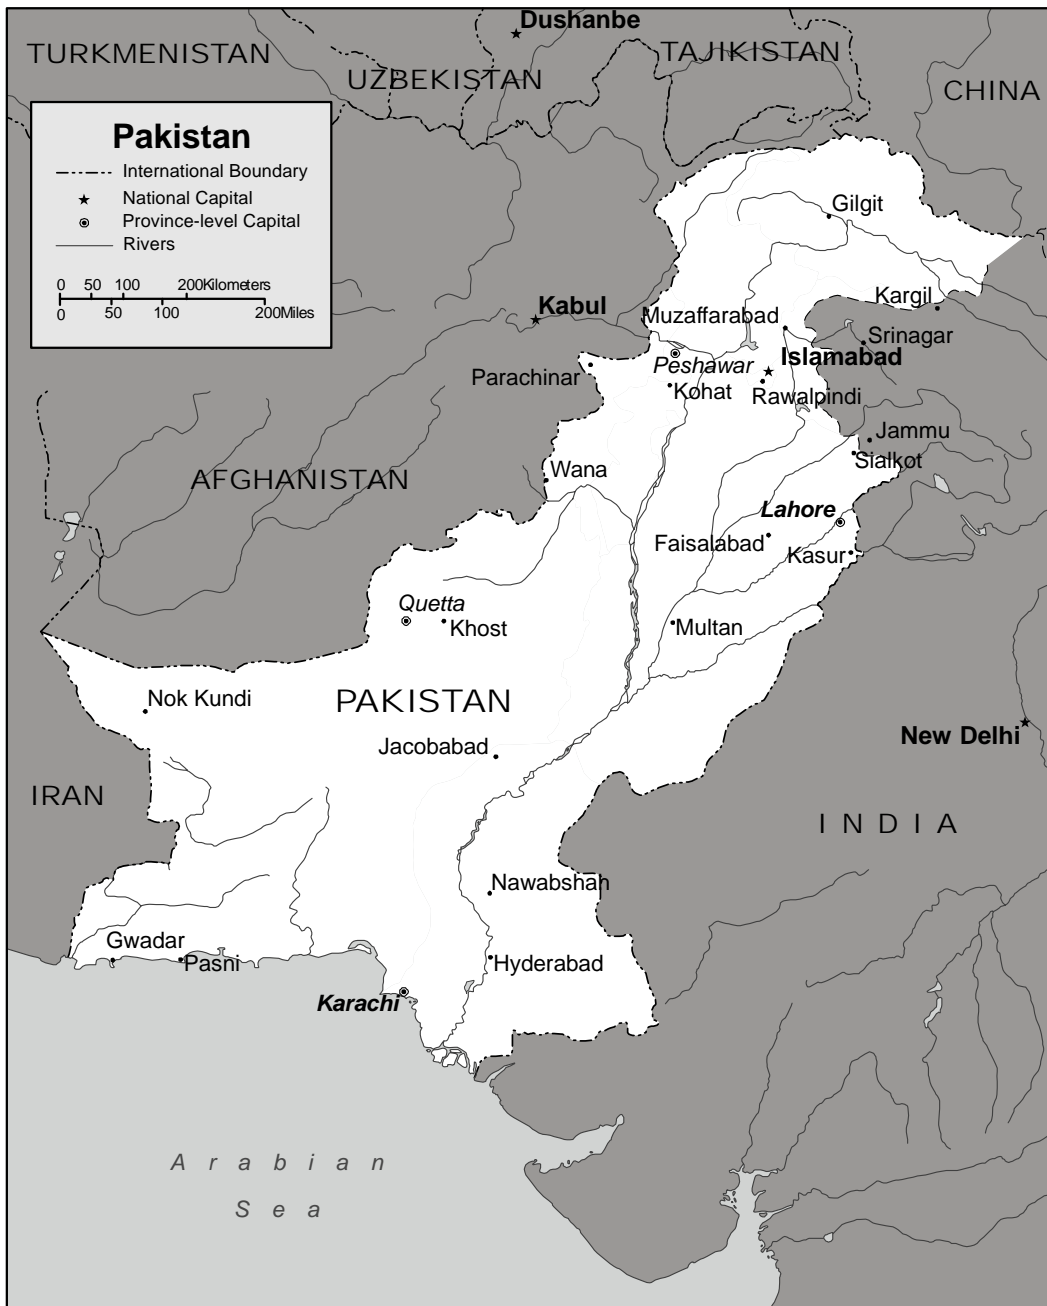 Dushanbe
TURKMENISTAN
UZBEKISTAN
TAJIKISTAN
CHINA
Pakistan
International Boundary
National Capital
Province-level Capital
Rivers
0 50 100 200Kilometers
0 50 100 200Miles
Gilgit
Kargil
Kabul
Muzaffarabad
Srinagar
Islamabad
Peshawar
Parachinar
Kohat
Rawalpindi
Jammu
Sialkot
Wana
AFGHANISTAN
Lahore
Faisalabad
Kasur
Quetta
Khost
Multan
Nok Kundi
PAKISTAN
New Delhi
Jacobabad
IRAN
INDIA
Nawabshah
Gwadar
Pasni
Hyderabad
Karachi
Arabian
Sea